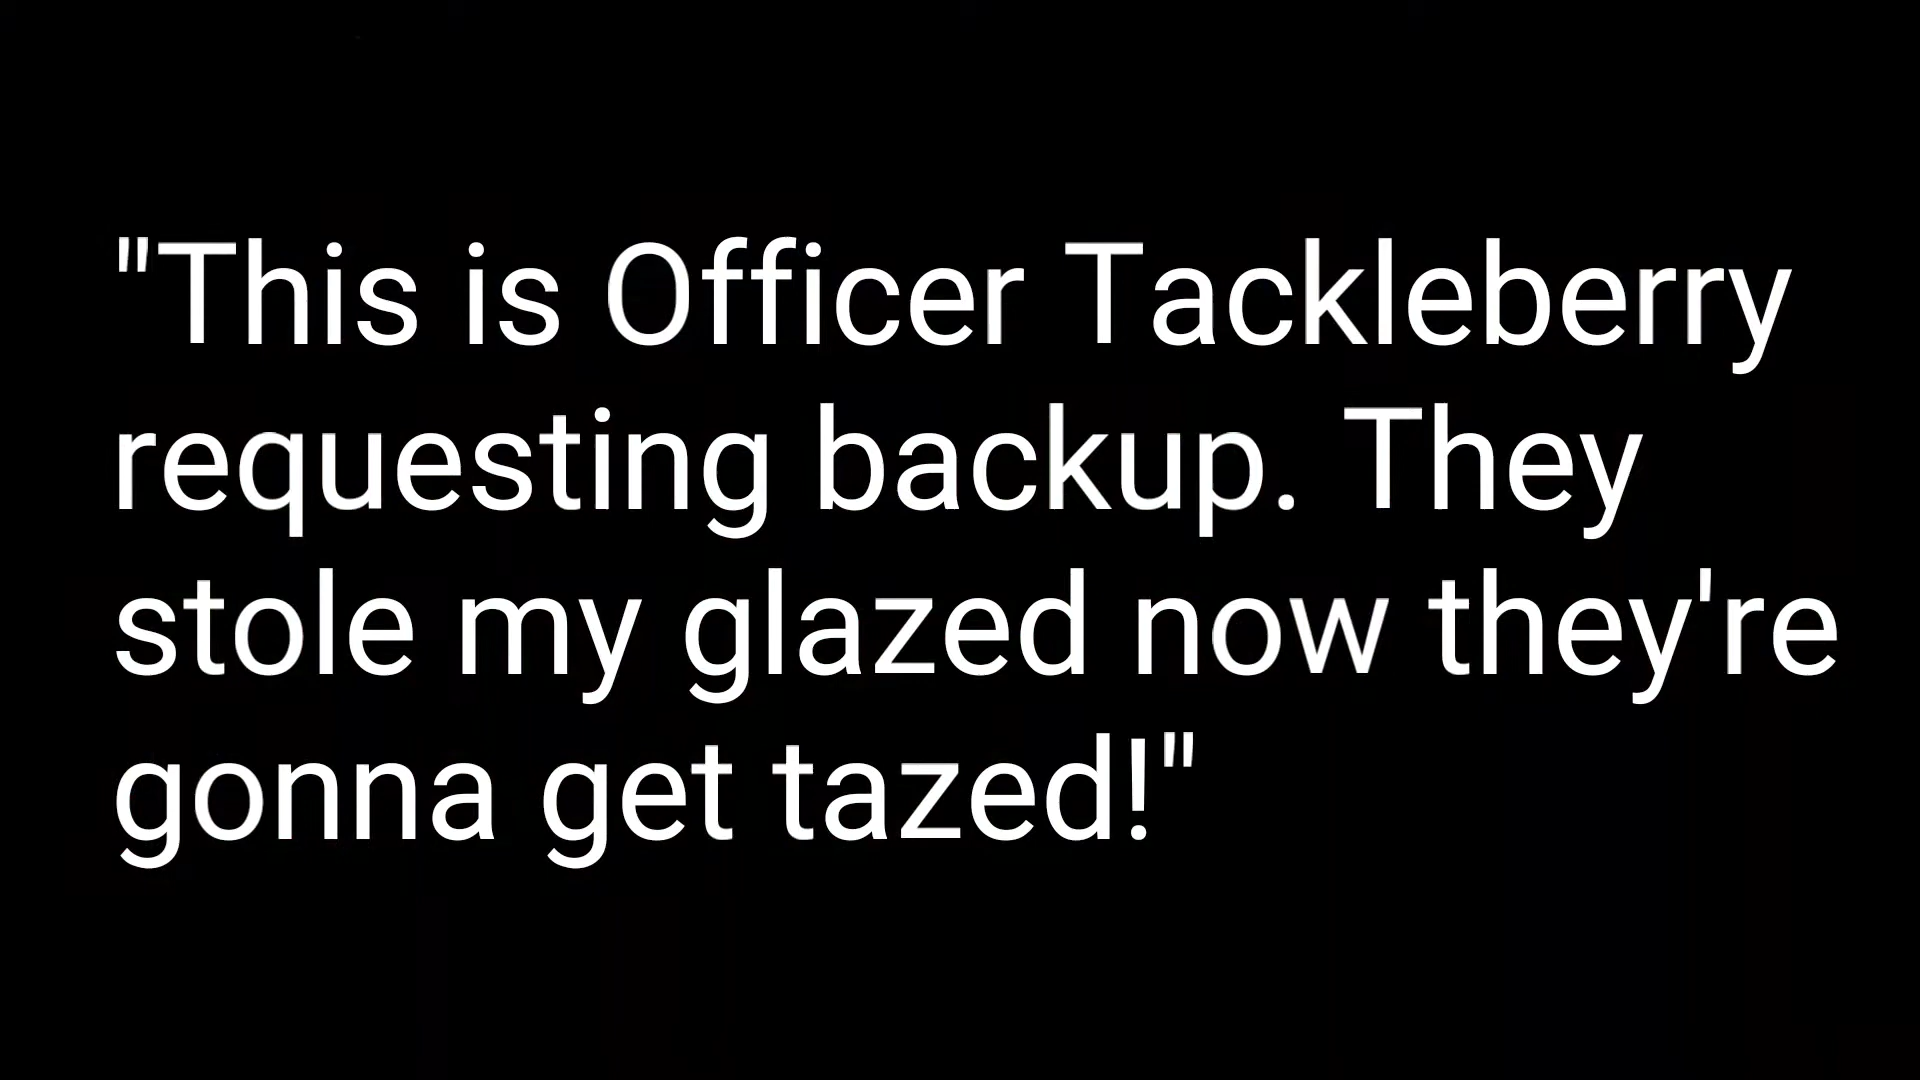 "This is Officer Tackleberry
requesting backup. They
stole my glazed now they're
gonna get tazed!"